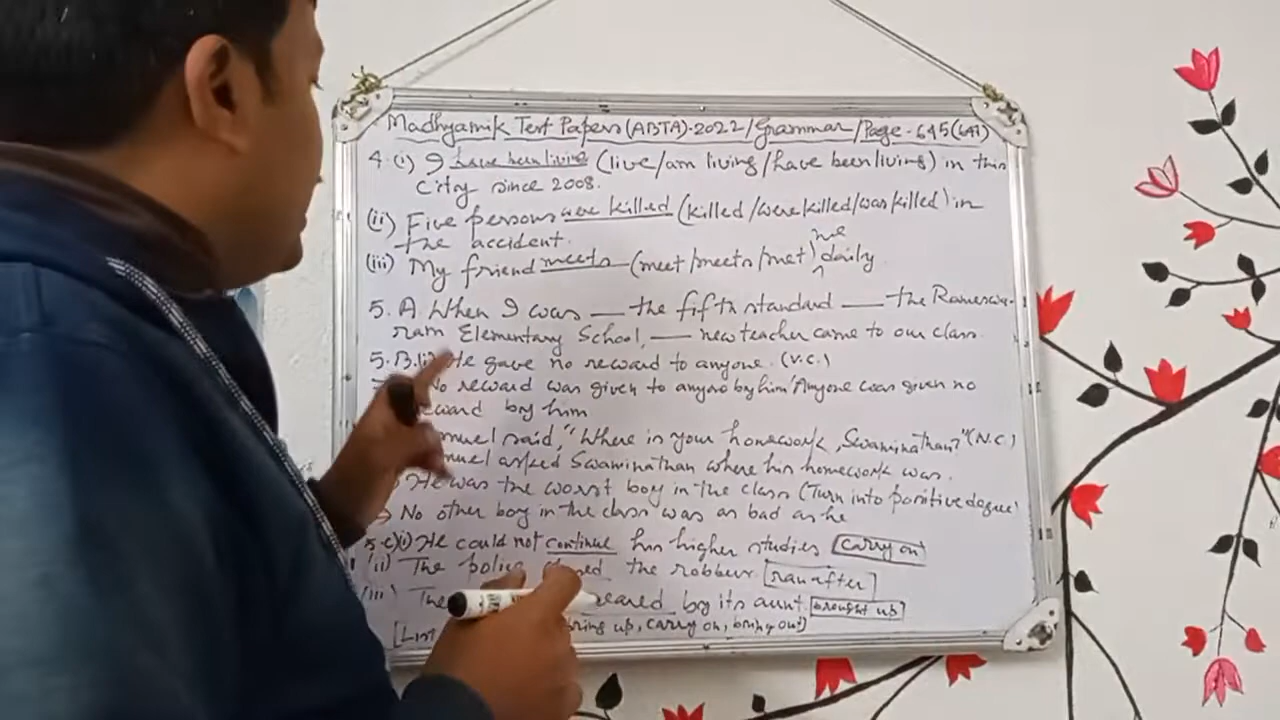 Madhyamik Test Papers (ABTA)-2022/Grammar/Page-645(647)
4.(i) I have been living (live/am living/have been living) in this
City since 2008.
(ii) Five persons were killed (killed/were killed/was killed) in
the accident.
(iii) My friend meets (meet/meets/met) me daily.
5. A. When I was __ the fifth standard __ the Rameswa-
ram Elementary School, __ new teacher came to our class.
5. B.(i) He gave no reward to anyone. (V.C.)
No reward was given to by him/Anyone was given no
by him
said, "Where is your homework, Swaminathan?" (N.C.)
asked Swaminathan where his homework was.
He was the worst boy in the class (Turn into positive degree)
→ No other boy in the class was as bad as he
5.C)(i) He could not continue his higher studies carry on
(ii) The police the robber. ran after
(iii) The by its aunt. brought up
[List bring up, carry on, bring out]